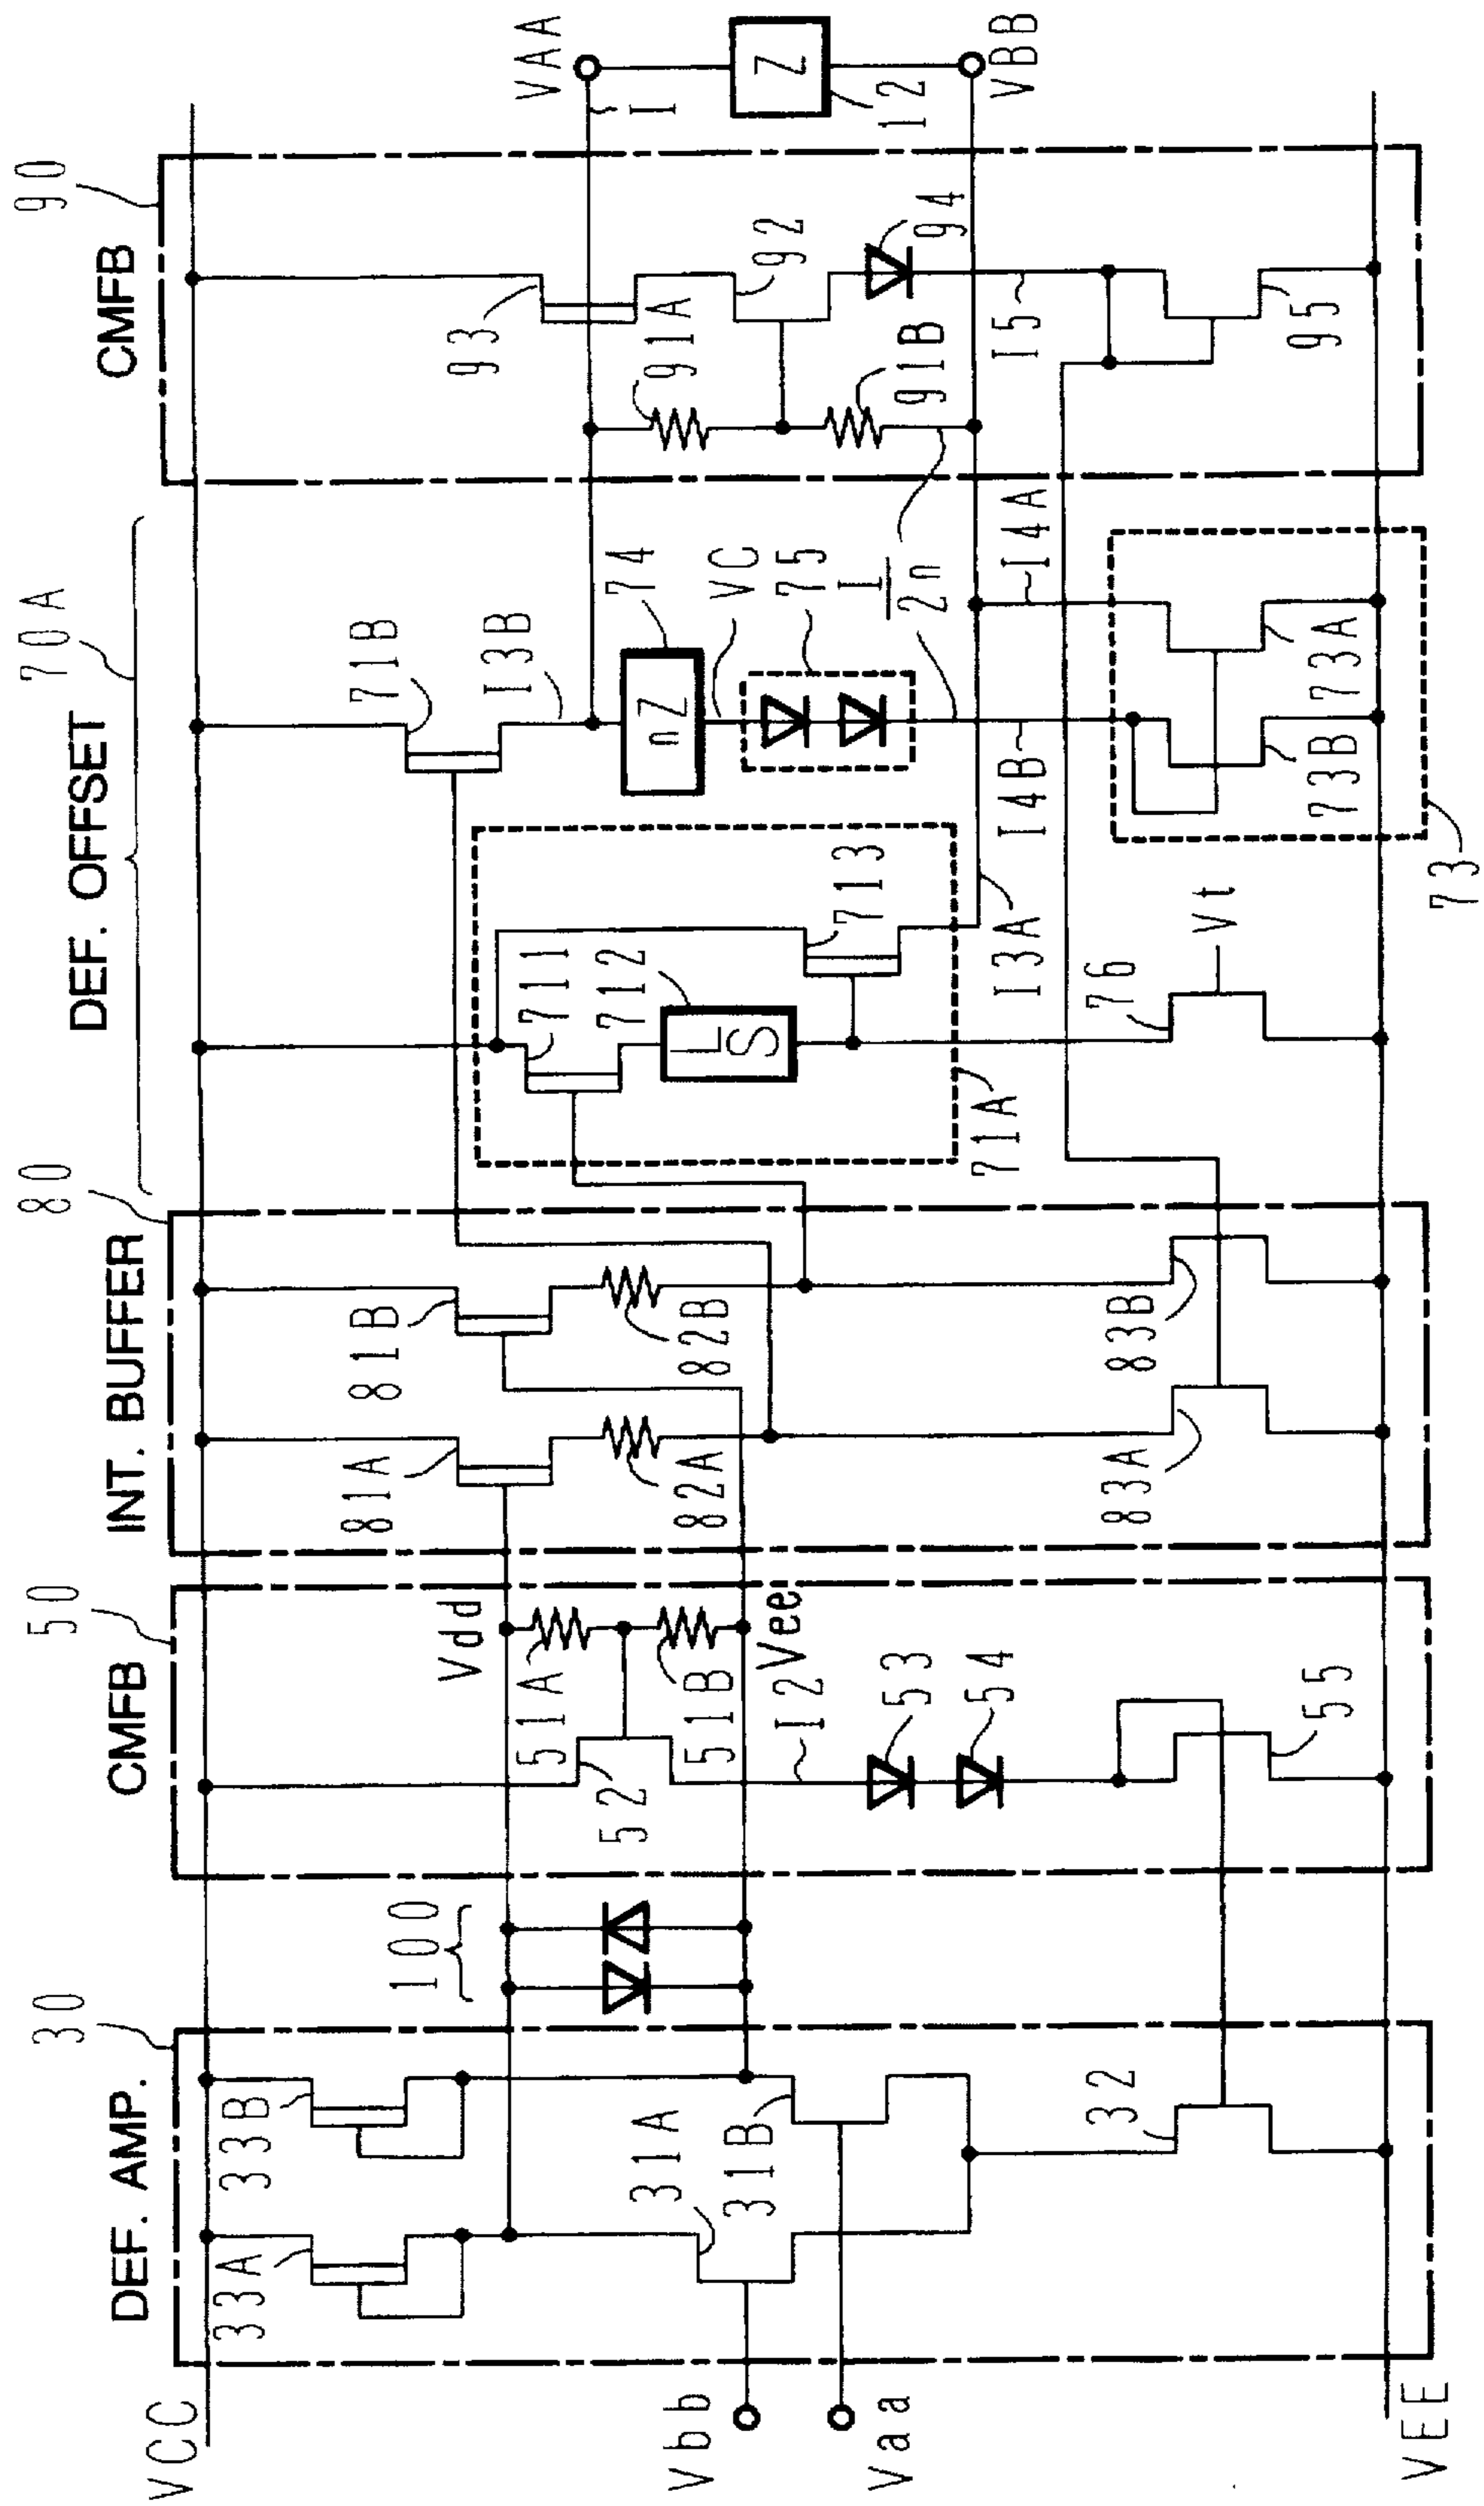 DEF. AMP.
30
100
CMFB
50
INT. BUFFER
80
DEF. OFFSET
70A
CMFB
90
VCC
33A
33B
Vbb
Vaa
31A
31B
32
VEE
Vdd
51A
52
51B
Vee
I2
53
54
55
81A
81B
82A
82B
83A
83B
711
712
LS
713
71A
I3A
76
Vt
71B
I3B
nZ
74
VC
75
I
2n
I4B
I4A
73B
73A
73
93
91A
92
91B
94
I5
95
VAA
I
Z
12
VBB